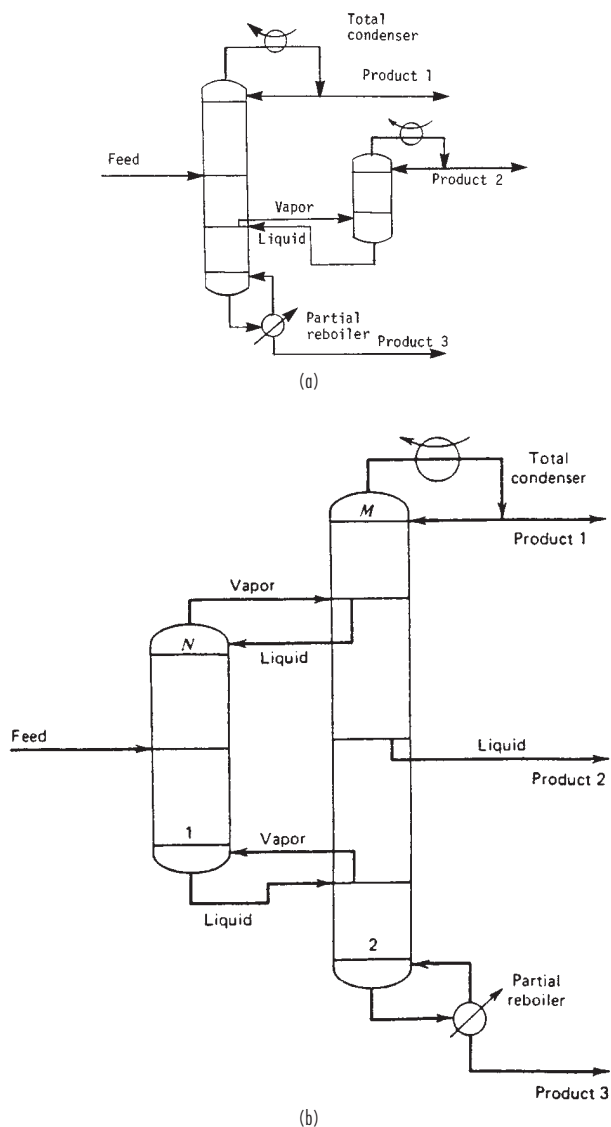 Total
condenser
Product 1
Feed
Product 2
Vapor
Liquid
Partial
reboiler
Product 3
(a)
Total
condenser
M
Product 1
Vapor
N
Liquid
Feed
Liquid
Product 2
1
Vapor
Liquid
2
Partial
reboiler
Product 3
(b)